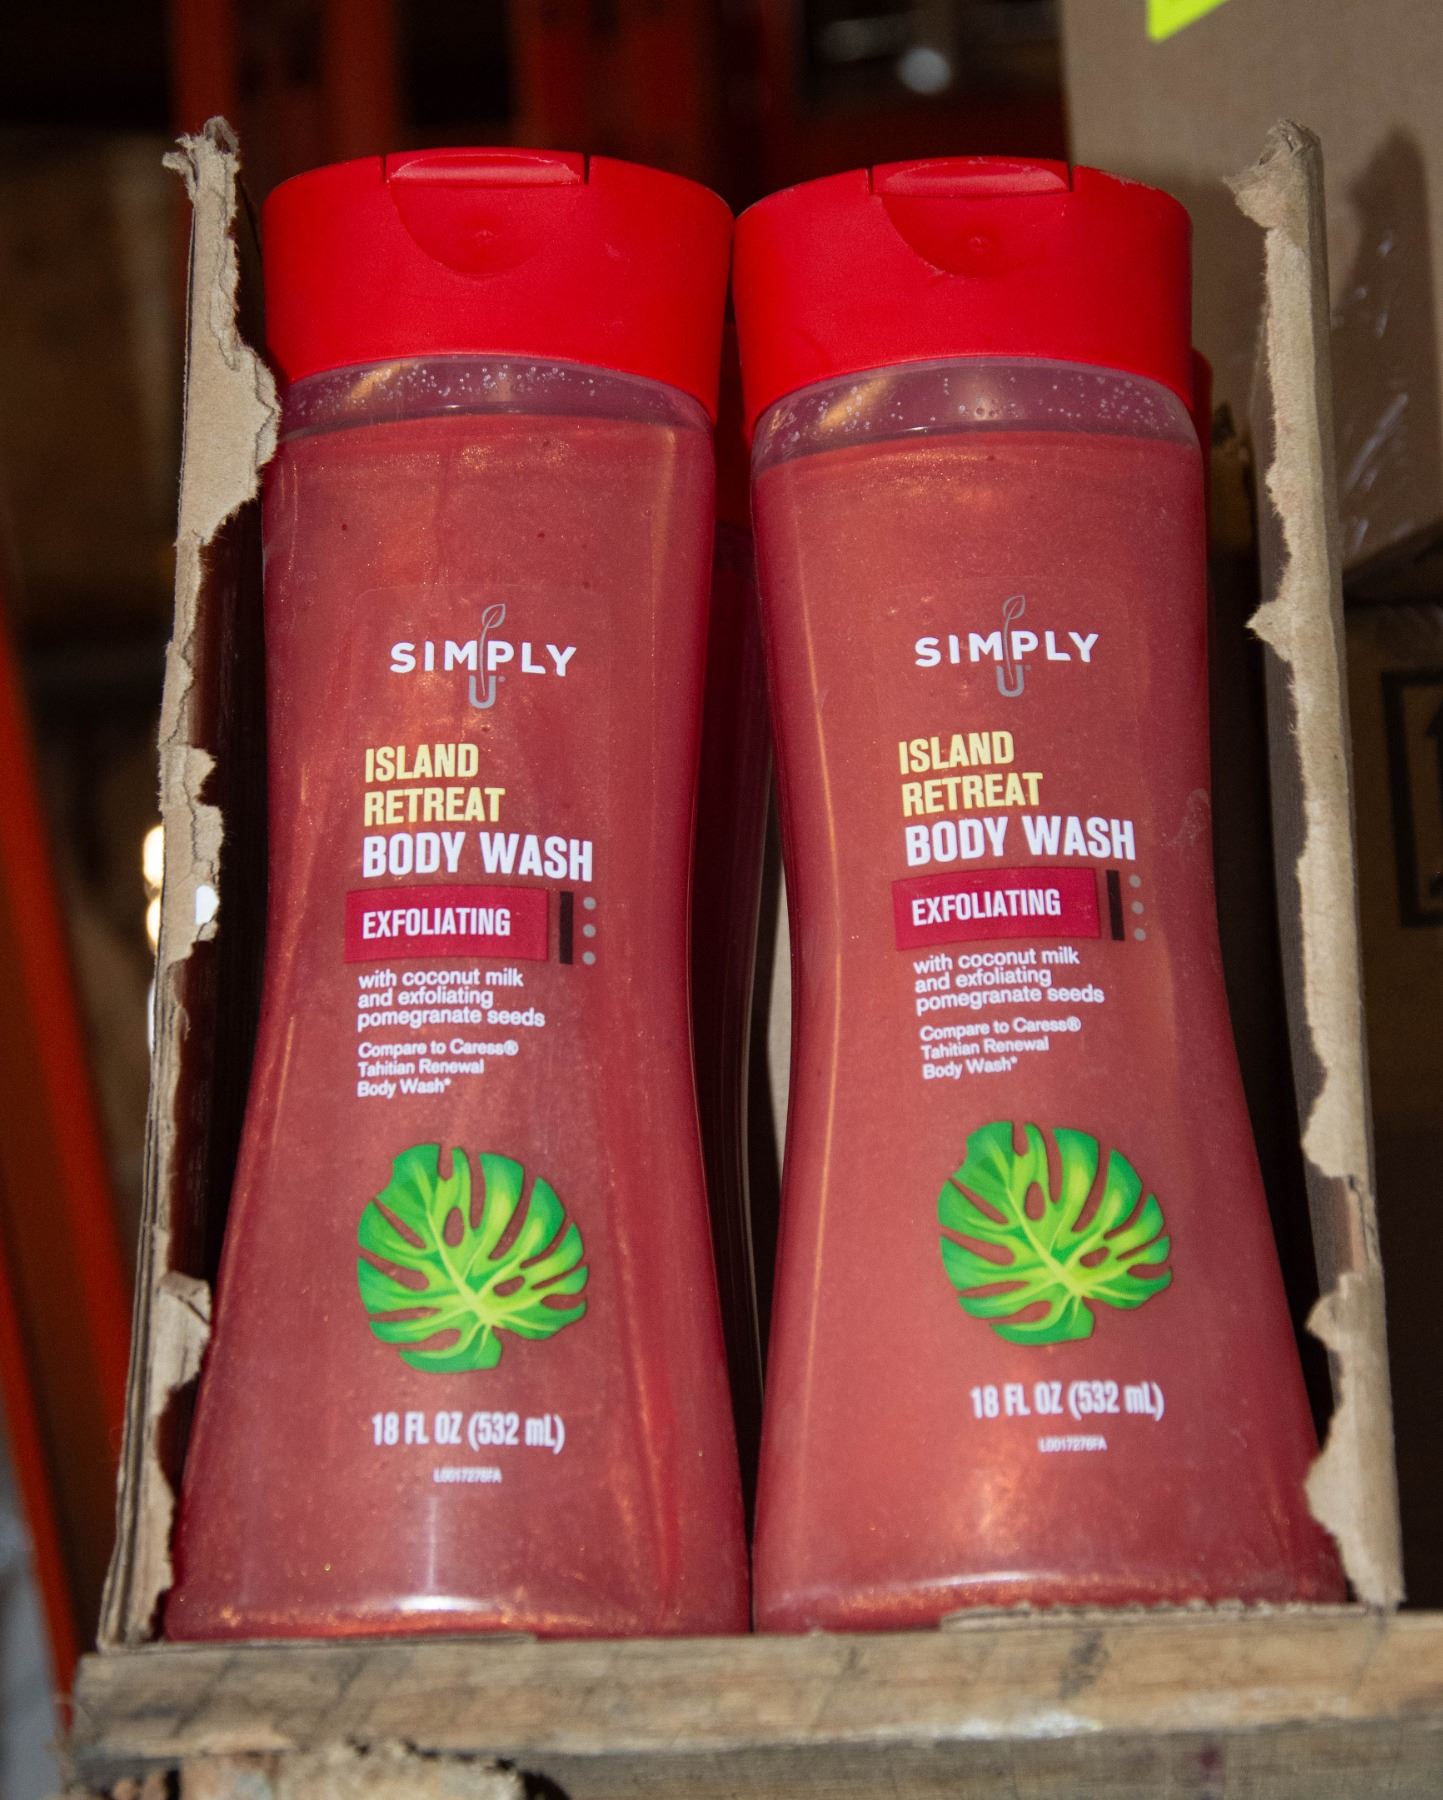 SIMPLY
U®
ISLAND
RETREAT
BODY WASH
EXFOLIATING
with coconut milk
and exfoliating
pomegranate seeds
Compare to Caress®
Tahitian Renewal
Body Wash*
18 FL OZ (532 mL)
L0017276FA
SIMPLY
U®
ISLAND
RETREAT
BODY WASH
EXFOLIATING
with coconut milk
and exfoliating
pomegranate seeds
Compare to Caress®
Tahitian Renewal
Body Wash*
18 FL OZ (532 mL)
L0017276FA